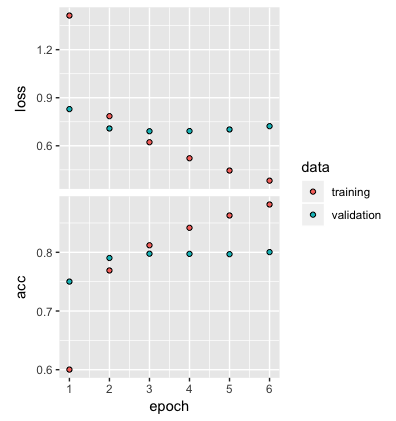 loss
1.2
0.9
0.6
acc
0.8
0.7
0.6
1 2 3 4 5 6
epoch
data
training
validation